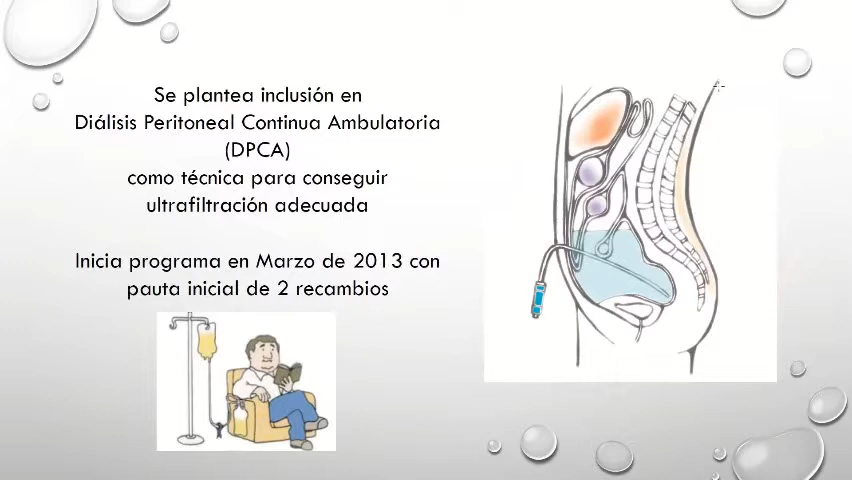 Se plantea inclusión en
Diálisis Peritoneal Continua Ambulatoria
(DPCA)
como técnica para conseguir
ultrafiltración adecuada
Inicia programa en Marzo de 2013 con
pauta inicial de 2 recambios